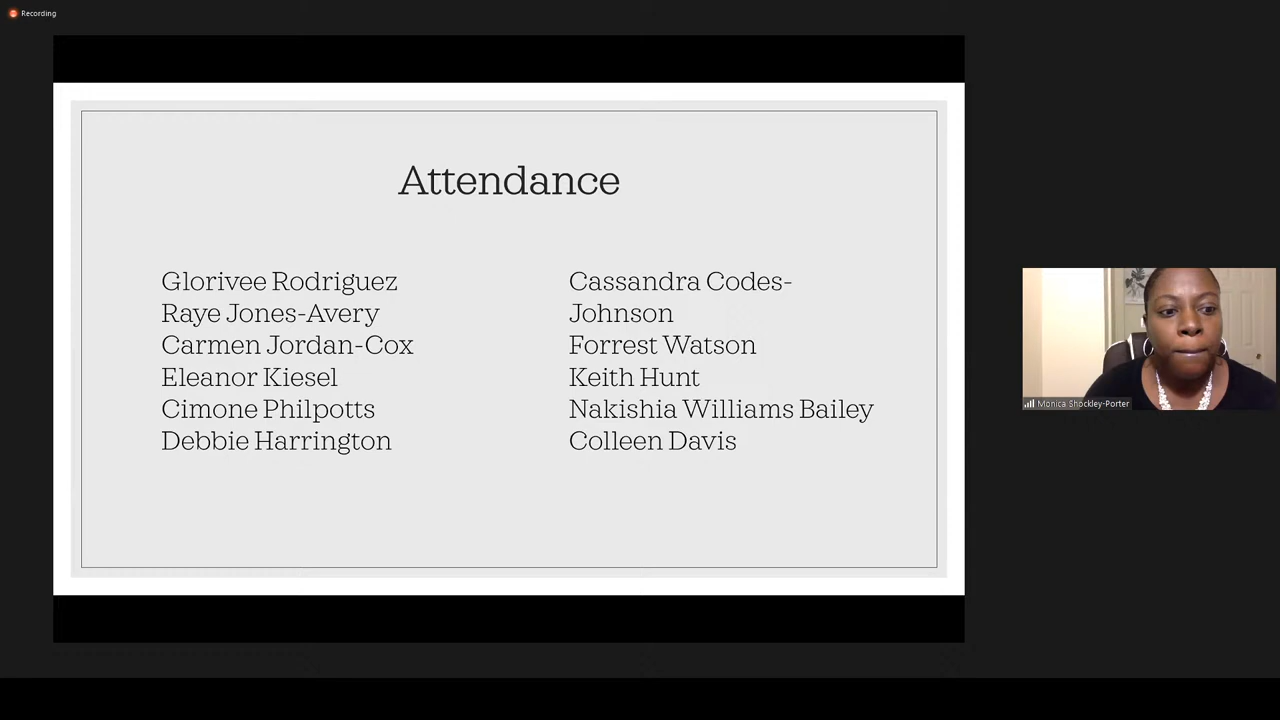 Recording
Attendance
Glorivee Rodriguez
Raye Jones-Avery
Carmen Jordan-Cox
Eleanor Kiesel
Cimone Philpotts
Debbie Harrington
Cassandra Codes-
Johnson
Forrest Watson
Keith Hunt
Nakishia Williams Bailey
Colleen Davis
Monica Shockley-Porter